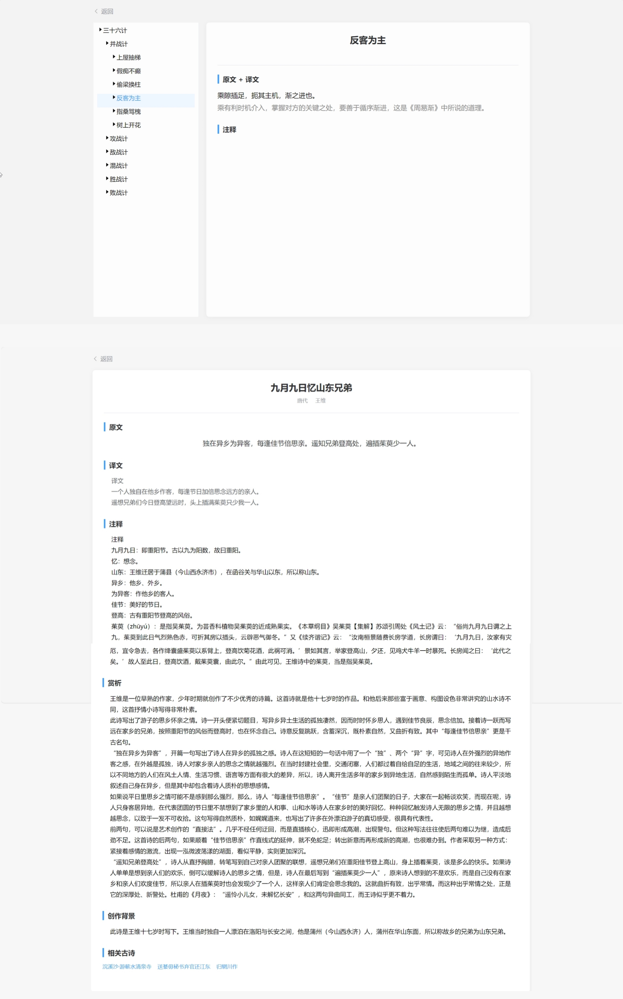 返回
三十六计
并战计
上屋抽梯
假痴不癫
偷梁换柱
反客为主
指桑骂槐
树上开花
攻战计
敌战计
混战计
胜战计
败战计
反客为主
原文 + 译文
乘隙插足，扼其主机，渐之进也。
乘有利时机介入，掌握对方的关键之处，要善于循序渐进，这是《周易渐》中所说的道理。
注释
返回
九月九日忆山东兄弟
唐代 王维
原文
独在异乡为异客，每逢佳节倍思亲。遥知兄弟登高处，遍插茱萸少一人。
译文
译文
一个人独自在他乡作客，每逢节日加倍思念远方的亲人。
遥想兄弟们今日登高望远时，头上插满茱萸只少我一人。
注释
注释
九月九日：即重阳节。古以九为阳数，故曰重阳。
忆：想念。
山东：王维迁居于蒲县（今山西永济市），在函谷关与华山以东，所以称山东。
异乡：他乡、外乡。
为异客：作他乡的客人。
佳节：美好的节日。
登高：古有重阳节登高的风俗。
茱萸（zhūyú）：是指吴茱萸。为芸香科植物吴茱萸的近成熟果实。《本草纲目》吴茱萸【集解】苏颂引周处《风土记》云：“俗尚九月九日谓之上
九，茱萸到此日气烈熟色赤，可折其房以插头，云辟恶气御冬。”又《续齐谐记》云：“汝南桓景随费长房学道，长房谓曰：‘九月九日，汝家有灾
厄，宜令急去，各作绛囊盛茱萸以系臂上，登高饮菊花酒，此祸可消。’景如其言，举家登高山，夕还，见鸡犬牛羊一时暴死。长房闻之曰：‘此代之
矣。’故人至此日，登高饮酒，戴茱萸囊，由此尔。”由此可见，王维诗中的茱萸，当是指吴茱萸。
赏析
王维是一位早熟的作家，少年时期就创作了不少优秀的诗篇。这首诗就是他十七岁时的作品。和他后来那些富于画意、构图设色非常讲究的山水诗不
同，这首抒情小诗写得非常朴素。
此诗写出了游子的思乡怀亲之情。诗一开头便紧切题目，写异乡异土生活的孤独凄然，因而时时怀乡思人，遇到佳节良辰，思念倍加。接着诗一跃而写
远在家乡的兄弟，按照重阳节的风俗而登高时，也在怀念自己。诗意反复跳跃，含蓄深沉，既朴素自然，又曲折有致。其中“每逢佳节倍思亲”更是千
古名句。
“独在异乡为异客”，开篇一句写出了诗人在异乡的孤独之感。诗人在这短短的一句话中用了一个“独”、两个“异”字，可见诗人在外强烈的异地作
客之感，在外越是孤独，诗人对家乡亲人的思念之情就越强烈。在当时封建社会里，交通闭塞，人们都过着自给自足的生活，地域之间的往来较少，所
以不同地方的人们在风土人情、生活习惯、语言等方面有很大的差异，所以，诗人离开生活多年的家乡到异地生活，自然感到陌生而孤单。诗人平淡地
叙述自己身在异乡，但是其中却包含着诗人质朴的思想感情。
如果说平日里思乡之情可能不是感到那么强烈，那么，诗人“每逢佳节倍思亲”。“佳节”是亲人们团聚的日子，大家在一起畅谈欢笑，而现在呢，诗
人只身客居异地，在代表团圆的节日里不禁想到了家乡里的人和事、山和水等诗人在家乡时的美好回忆，种种回忆触发诗人无限的思乡之情，并且越想
越思念，以致于一发不可收拾。这句写得自然质朴，如娓娓道来，也写出了许多在外漂泊游子的真切感受，很具有代表性。
前两句，可以说是艺术创作的“直接法”。几乎不经任何迂回，而是直插核心，迅即形成高潮，出现警句。但这种写法往往使后两句难以为继，造成后
劲不足。这首诗的后两句，如果顺着“佳节倍思亲”作直线式的延伸，就不免蛇足；转出新意而再形成新的高潮，也很难办到。作者采取另一种方式：
紧接着感情的激流，出现一泓微波荡漾的湖面，看似平静，实则更加深沉。
“遥知兄弟登高处”，诗人从直抒胸臆，转笔写到自己对亲人团聚的联想，遥想兄弟们在重阳佳节登上高山，身上插着茱萸，该是多么的快乐。如果诗
人单单是想到亲人们的欢乐，倒可以缓解诗人的思乡之情，但是，诗人在最后写到“遍插茱萸少一人”，原来诗人想到的不是欢乐，而是自己没有在家
乡和亲人们欢度佳节，所以亲人在插茱萸时也会发现少了一个人，这样亲人们肯定会思念我的。这就曲折有致，出乎常情。而这种出乎常情之处，正是
它的深厚处、新警处。杜甫的《月夜》：“遥怜小儿女，未解忆长安”，和这两句异曲同工，而王诗似乎更不着力。
创作背景
此诗是王维十七岁时写下。王维当时独自一人漂泊在洛阳与长安之间，他是蒲州（今山西永济）人，蒲州在华山东面，所以称故乡的兄弟为山东兄弟。
相关古诗
浣溪沙·游蕲水清泉寺 送綦毋秘书弃官还江东 归辋川作